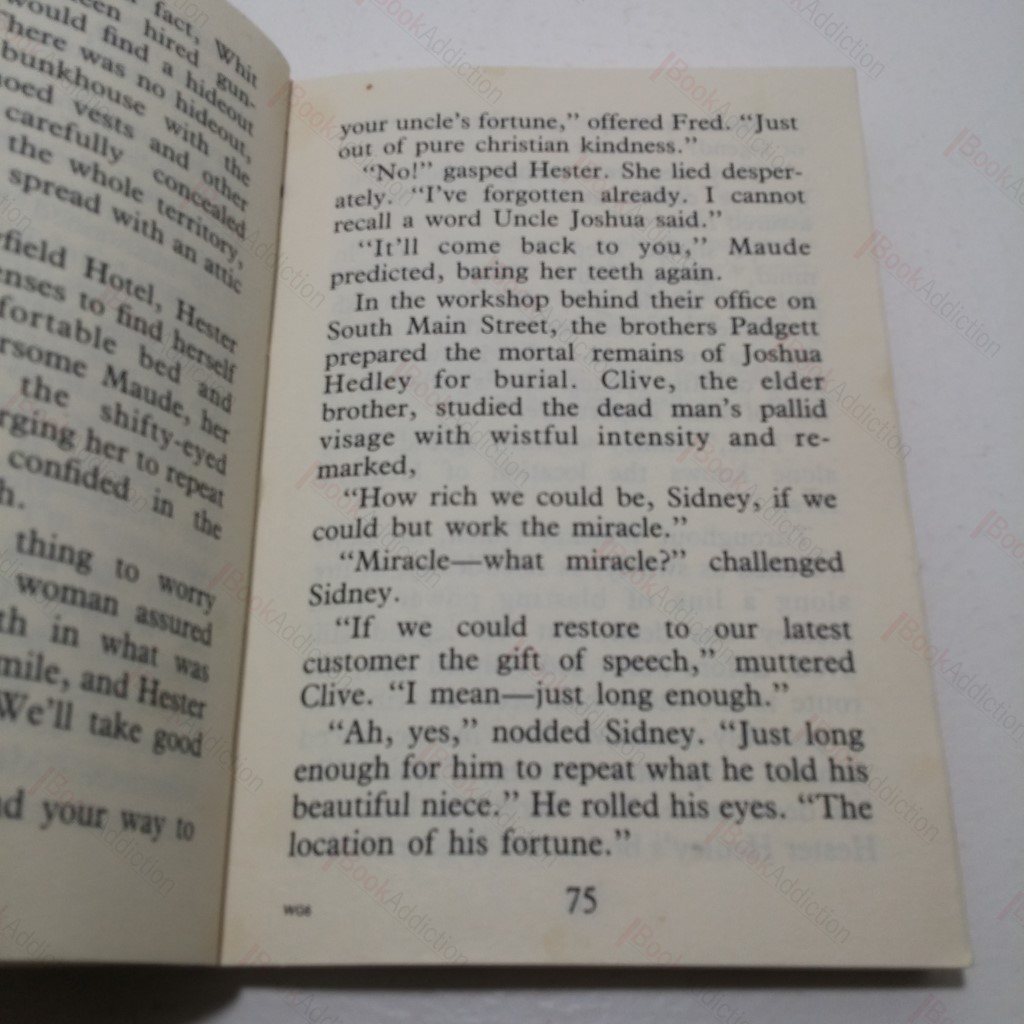 fact, Whit
een hired gun-
would find a hideout
There was no hideout,
bunkhouse with the
oed vests and other
carefully concealed
the whole territory,
spread with an attic
field Hotel, Hester
enses to find herself
fortable bed and
rsome Maude, her
the shifty-eyed
rging her to repeat
confided in the
h.
thing to worry
woman assured
th in what was
mile, and Hester
We'll take good
nd your way to
your uncle's fortune," offered Fred. "Just
out of pure christian kindness."
"No!" gasped Hester. She lied desper-
ately. "I've forgotten already. I cannot
recall a word Uncle Joshua said."
"It'll come back to you," Maude
predicted, baring her teeth again.
In the workshop behind their office on
South Main Street, the brothers Padgett
prepared the mortal remains of Joshua
Hedley for burial. Clive, the elder
brother, studied the dead man's pallid
visage with wistful intensity and re-
marked,
"How rich we could be, Sidney, if we
could but work the miracle."
"Miracle—what miracle?" challenged
Sidney.
"If we could restore to our latest
customer the gift of speech," muttered
Clive. "I mean—just long enough."
"Ah, yes," nodded Sidney. "Just long
enough for him to repeat what he told his
beautiful niece." He rolled his eyes. "The
location of his fortune."
WG6
75
BookAddiction